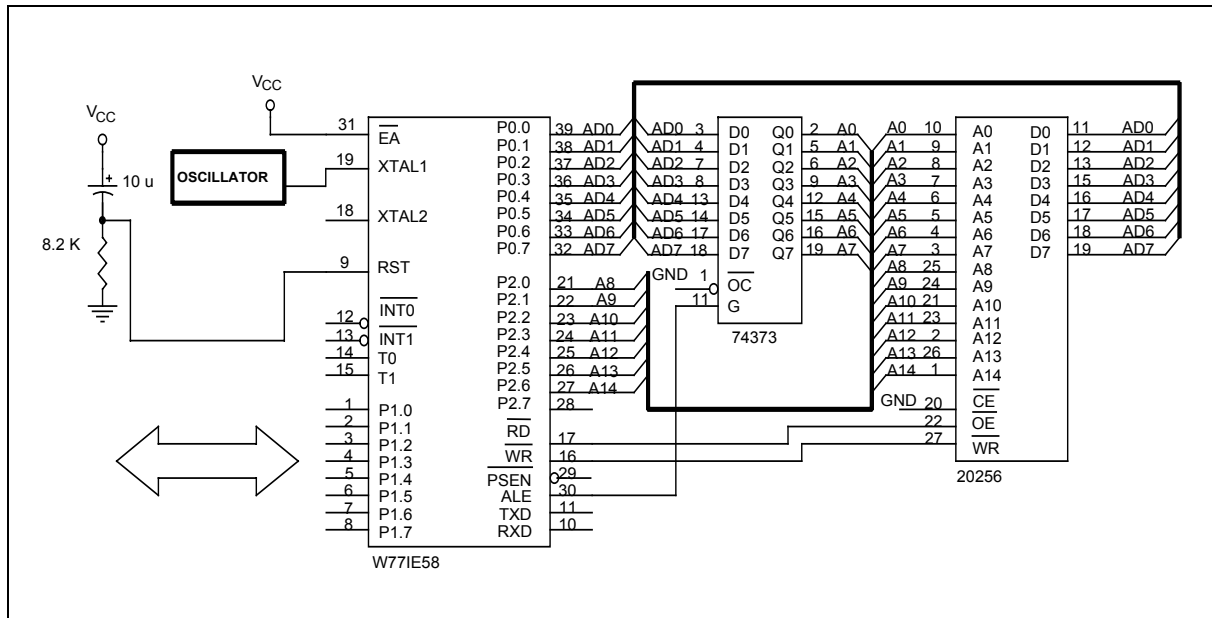 VCC
VCC
10 u
+
8.2 K
OSCILLATOR
31 EA
19 XTAL1
18 XTAL2
9 RST
12 INT0
13 INT1
14 T0
15 T1
1 P1.0
2 P1.1
3 P1.2
4 P1.3
5 P1.4
6 P1.5
7 P1.6
8 P1.7
P0.0 39 AD0
P0.1 38 AD1
P0.2 37 AD2
P0.3 36 AD3
P0.4 35 AD4
P0.5 34 AD5
P0.6 33 AD6
P0.7 32 AD7
P2.0 21 A8
P2.1 22 A9
P2.2 23 A10
P2.3 24 A11
P2.4 25 A12
P2.5 26 A13
P2.6 27 A14
P2.7 28
RD 17
WR 16
PSEN 29
ALE 30
TXD 11
RXD 10
W77IE58
AD0 3 D0 Q0 2 A0
AD1 4 D1 Q1 5 A1
AD2 7 D2 Q2 6 A2
AD3 8 D3 Q3 9 A3
AD4 13 D4 Q4 12 A4
AD5 14 D5 Q5 15 A5
AD6 17 D6 Q6 16 A6
AD7 18 D7 Q7 19 A7
GND 1 OC
11 G
74373
A0 10 A0 D0 11 AD0
A1 9 A1 D1 12 AD1
A2 8 A2 D2 13 AD2
A3 7 A3 D3 15 AD3
A4 6 A4 D4 16 AD4
A5 5 A5 D5 17 AD5
A6 4 A6 D6 18 AD6
A7 3 A7 D7 19 AD7
A8 25 A8
A9 24 A9
A10 21 A10
A11 23 A11
A12 2 A12
A13 26 A13
A14 1 A14
GND 20 CE
22 OE
27 WR
20256